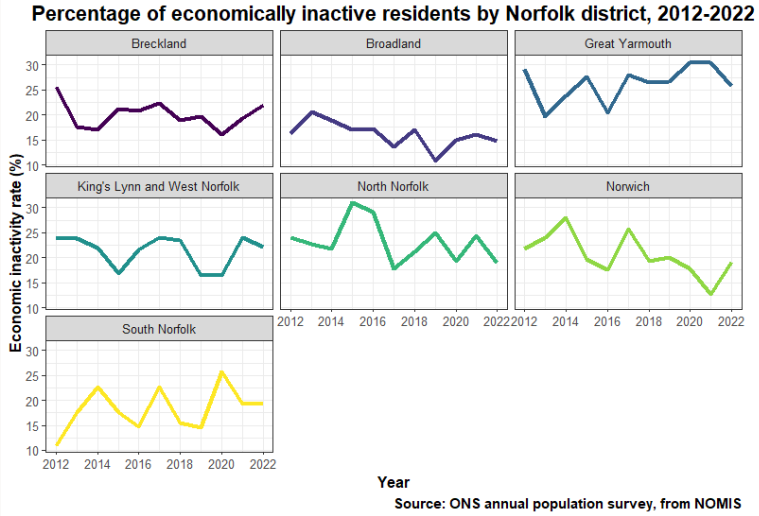 Percentage of economically inactive residents by Norfolk district, 2012-2022
Economic inactivity rate (%)
Breckland
Broadland
Great Yarmouth
30
25
20
15
10
King's Lynn and West Norfolk
North Norfolk
Norwich
30
25
20
15
10
2012 2014 2016 2018 2020 2022
2012 2014 2016 2018 2020 2022
South Norfolk
30
25
20
15
10
2012 2014 2016 2018 2020 2022
Year
Source: ONS annual population survey, from NOMIS